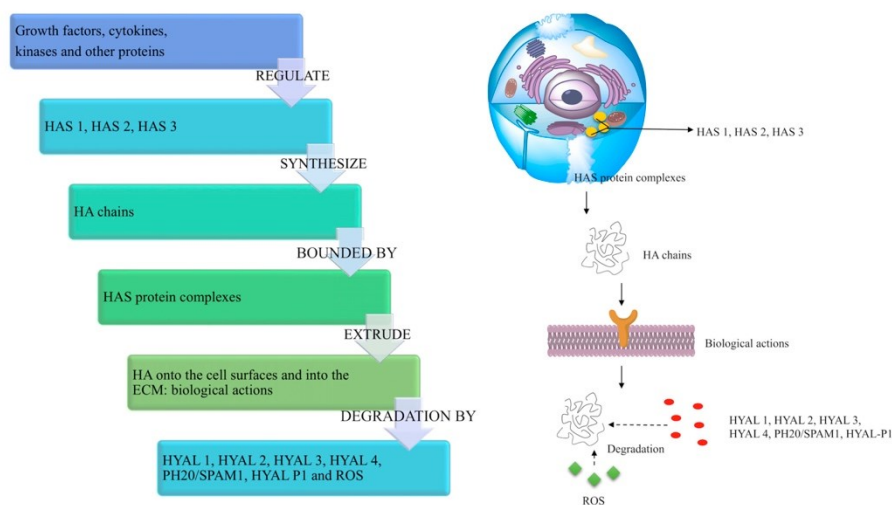 Growth factors, cytokines,
kinases and other proteins
REGULATE
HAS 1, HAS 2, HAS 3
SYNTHESIZE
HA chains
BOUNDED BY
HAS protein complexes
EXTRUDE
HA onto the cell surfaces and into the
ECM: biological actions
DEGRADATION BY
HYAL 1, HYAL 2, HYAL 3, HYAL 4,
PH20/SPAM1, HYAL P1 and ROS
HAS 1, HAS 2, HAS 3
HAS protein complexes
HA chains
Biological actions
HYAL 1, HYAL 2, HYAL 3,
HYAL 4, PH20/SPAM1, HYAL-P1
Degradation
ROS